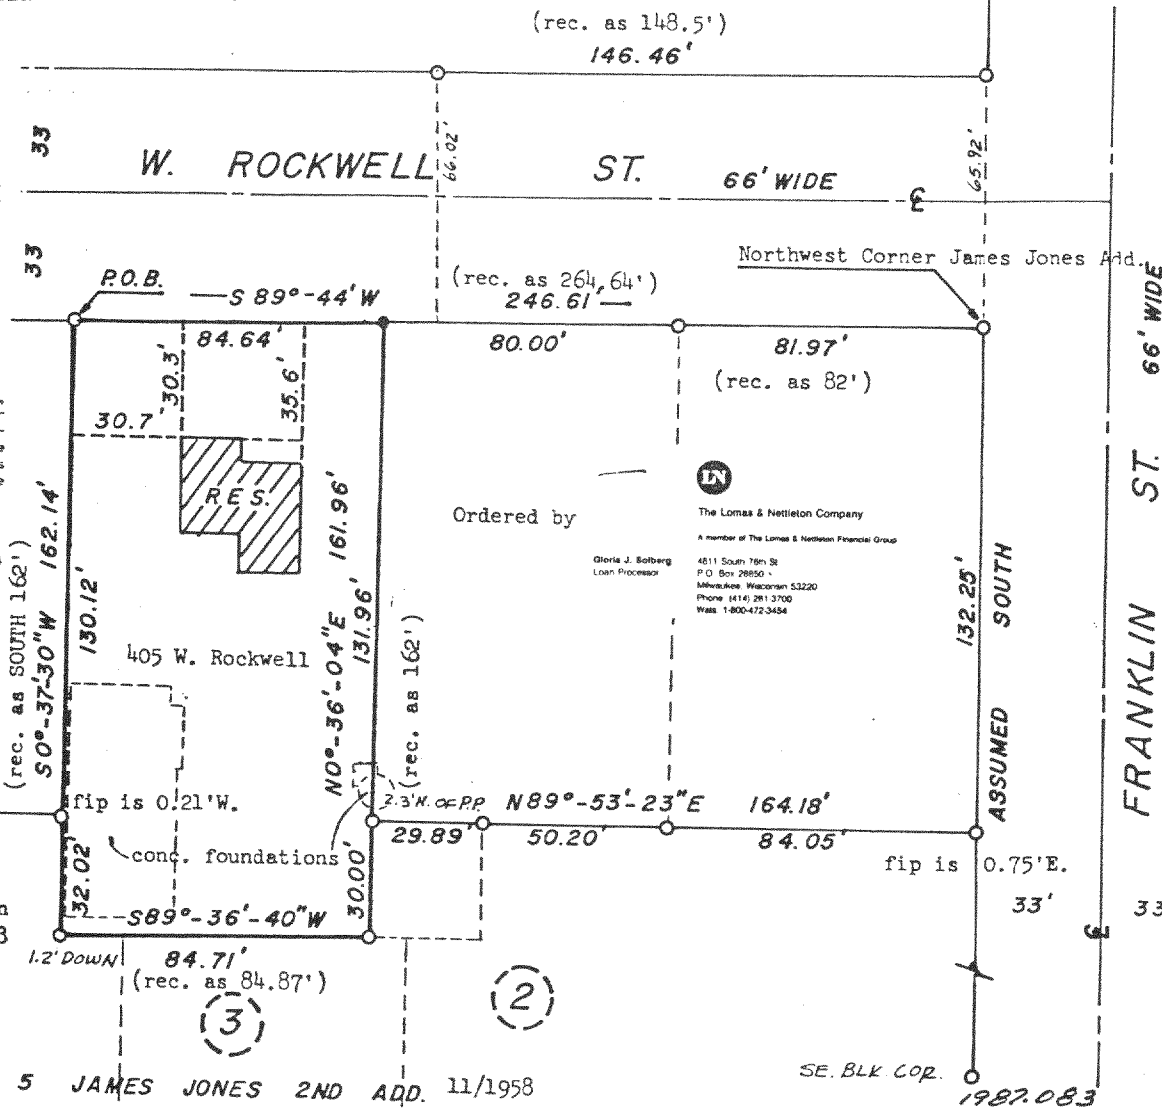 (rec. as 148.5')
146.46'
33
W. ROCKWELL ST. 66' WIDE
66.02'
65.92'
℄
33
Northwest Corner James Jones Add.
P.O.B.
S 89°-44' W
(rec. as 264,64')
246.61'
66' WIDE
84.64'
80.00'
81.97'
(rec. as 82')
30.3'
35.6'
30.7'
RES.
Ordered by
LN
The Lomas & Nettleton Company
A member of The Lomas & Nettleton Financial Group
Gloria J. Solberg
Loan Processor
4811 South 76th St
P.O. Box 28850
Milwaukee, Wisconsin 53220
Phone (414) 281 3700
Wats 1-800-472-3454
(rec. as SOUTH 162')
S0°-37'-30"W 162.14'
130.12'
405 W. Rockwell
N0°-36'-04"E 161.96'
131.96'
(rec. as 162')
132.25'
ASSUMED SOUTH
FRANKLIN ST.
fip is 0.21'W.
2.3'N. OF P.P.
N89°-53'-23"E 164.18'
29.89'
50.20'
84.05'
conc. foundations
fip is 0.75'E.
32.02'
30.00'
33'
33
℄
S89°-36'-40"W
1.2' DOWN
84.71'
(rec. as 84.87')
3
2
5 JAMES JONES 2ND ADD. 11/1958
SE. BLK COR.
1987.083